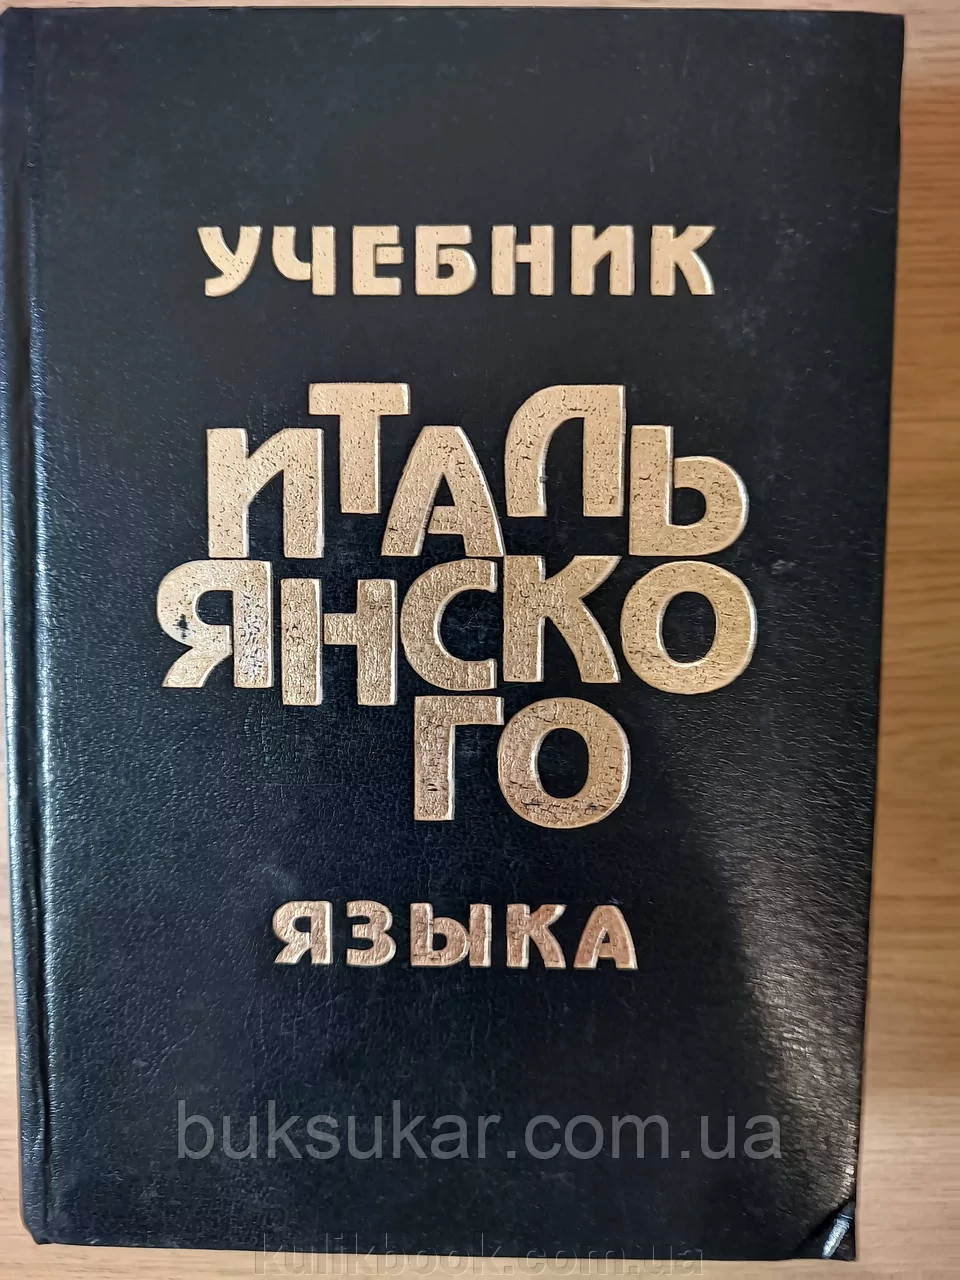 УЧЕБНИК
ИТАЛЬ
ЯНСКО
ГО
ЯЗЫКА
buksukar.com.ua
kulikbook.com.ua